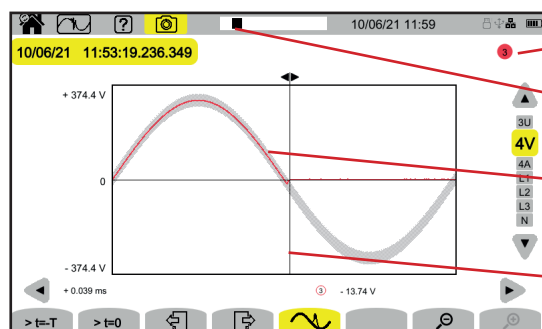 ?
10/06/21 11:59
10/06/21 11:53:19.236.349
3
+ 374.4 V
0
- 374.4 V
3U
4V
4A
L1
L2
L3
N
+ 0.039 ms
3 - 13.74 V
> t=-T
> t=0